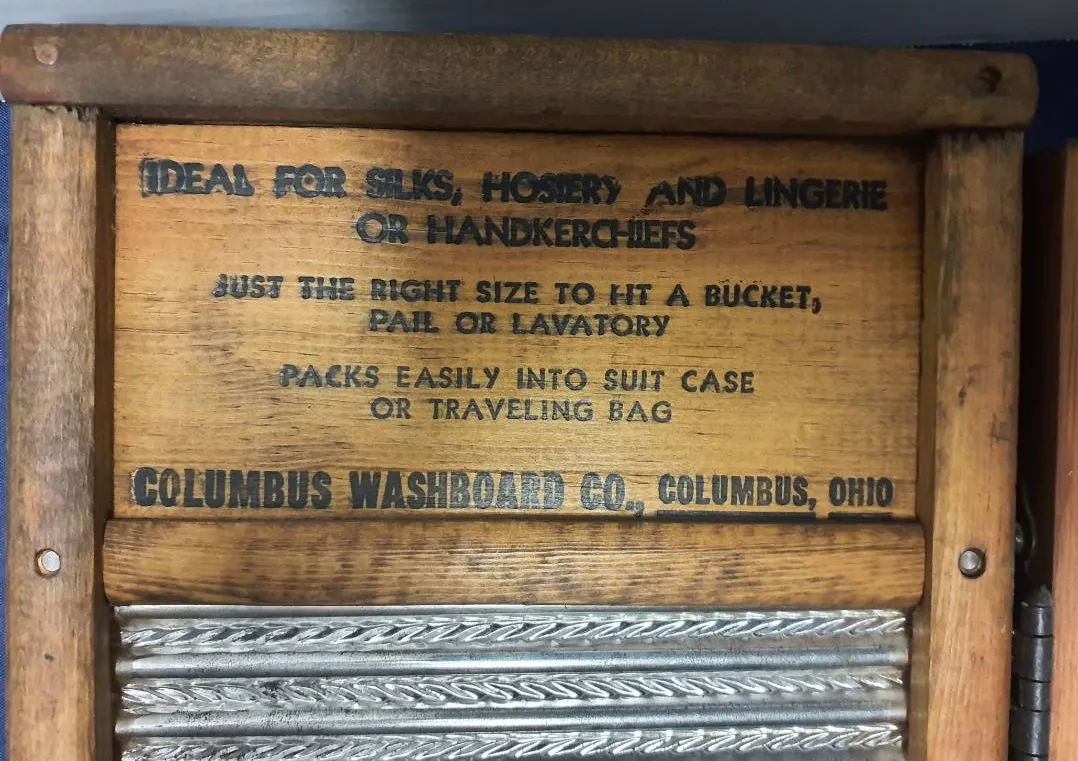 IDEAL FOR SILKS, HOSIERY AND LINGERIE
OR HANDKERCHIEFS
JUST THE RIGHT SIZE TO FIT A BUCKET,
PAIL OR LAVATORY
PACKS EASILY INTO SUIT CASE
OR TRAVELING BAG
COLUMBUS WASHBOARD CO., COLUMBUS, OHIO